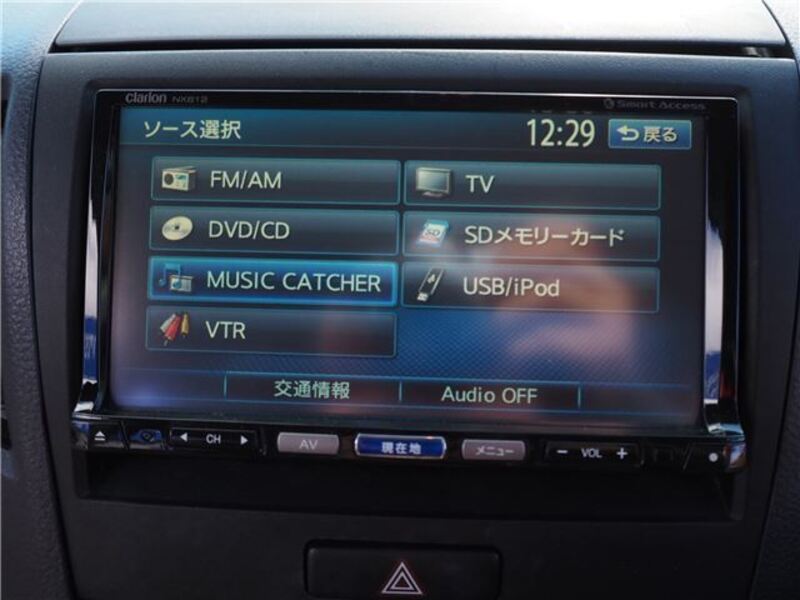 clarion NX612
Smart Access
ソース選択
12:29
戻る
FM/AM
TV
DVD/CD
SD
SDメモリーカード
MUSIC CATCHER
USB/iPod
VTR
交通情報
Audio OFF
CH
AV
現在地
メニュー
− VOL +